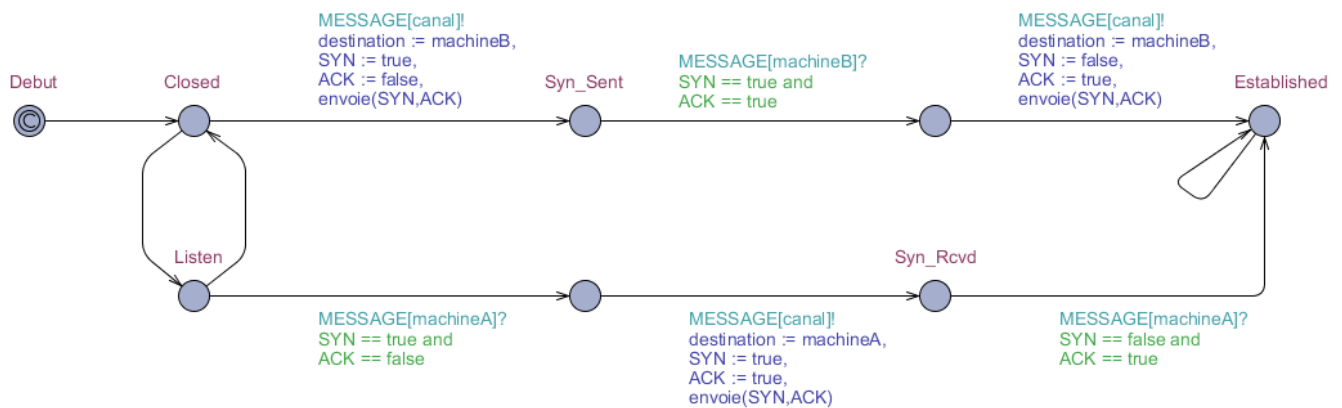 Debut
Closed
MESSAGE[canal]!
destination := machineB,
SYN := true,
ACK := false,
envoie(SYN,ACK)
Syn_Sent
MESSAGE[machineB]?
SYN == true and
ACK == true
MESSAGE[canal]!
destination := machineB,
SYN := false,
ACK := true,
envoie(SYN,ACK)
Established
C
Listen
MESSAGE[machineA]?
SYN == true and
ACK == false
MESSAGE[canal]!
destination := machineA,
SYN := true,
ACK := true,
envoie(SYN,ACK)
Syn_Rcvd
MESSAGE[machineA]?
SYN == false and
ACK == true